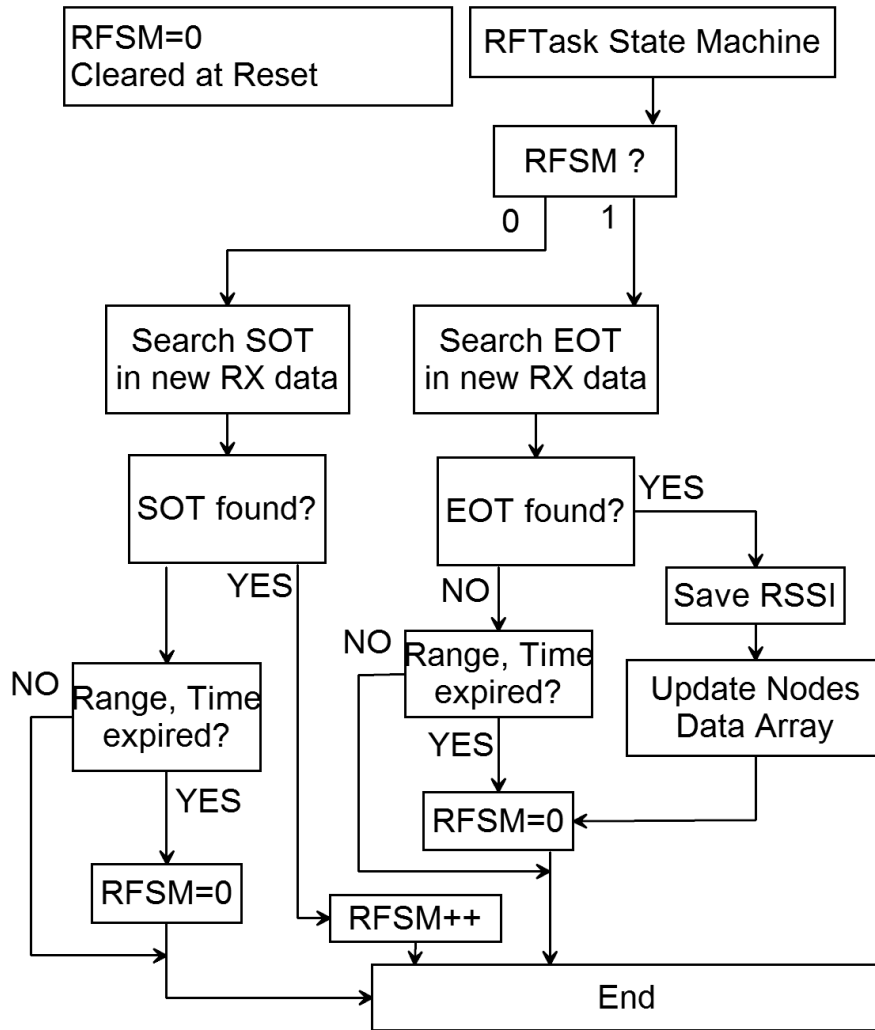 RFSM=0
Cleared at Reset
RFTask State Machine
RFSM ?
0
1
Search SOT
in new RX data
Search EOT
in new RX data
SOT found?
EOT found?
YES
YES
NO
Save RSSI
NO
Range, Time
expired?
YES
NO
Range, Time
expired?
YES
Update Nodes
Data Array
RFSM=0
RFSM=0
RFSM++
End